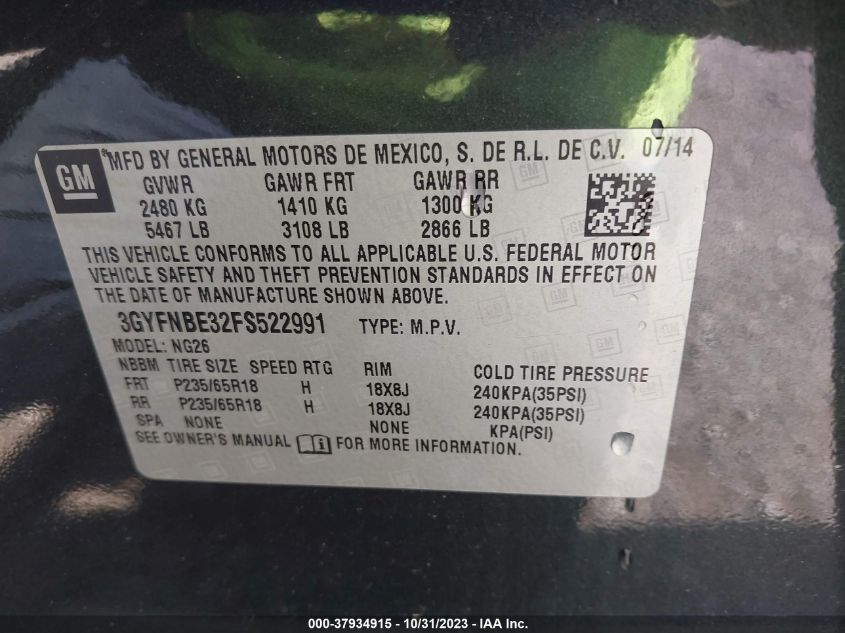 GM *MFD BY GENERAL MOTORS DE MEXICO, S. DE R.L. DE C.V. 07/14
GVWR GAWR FRT GAWR RR
2480 KG 1410 KG 1300 KG
5467 LB 3108 LB 2866 LB
THIS VEHICLE CONFORMS TO ALL APPLICABLE U.S. FEDERAL MOTOR
VEHICLE SAFETY AND THEFT PREVENTION STANDARDS IN EFFECT ON
THE DATE OF MANUFACTURE SHOWN ABOVE.
3GYFNBE32FS522991 TYPE: M.P.V.
MODEL: NG26
NBBM TIRE SIZE SPEED RTG RIM COLD TIRE PRESSURE
FRT P235/65R18 H 18X8J 240KPA(35PSI)
RR P235/65R18 H 18X8J 240KPA(35PSI)
SPA NONE NONE KPA(PSI)
SEE OWNER'S MANUAL FOR MORE INFORMATION.
000-37934915 - 10/31/2023 - IAA Inc.